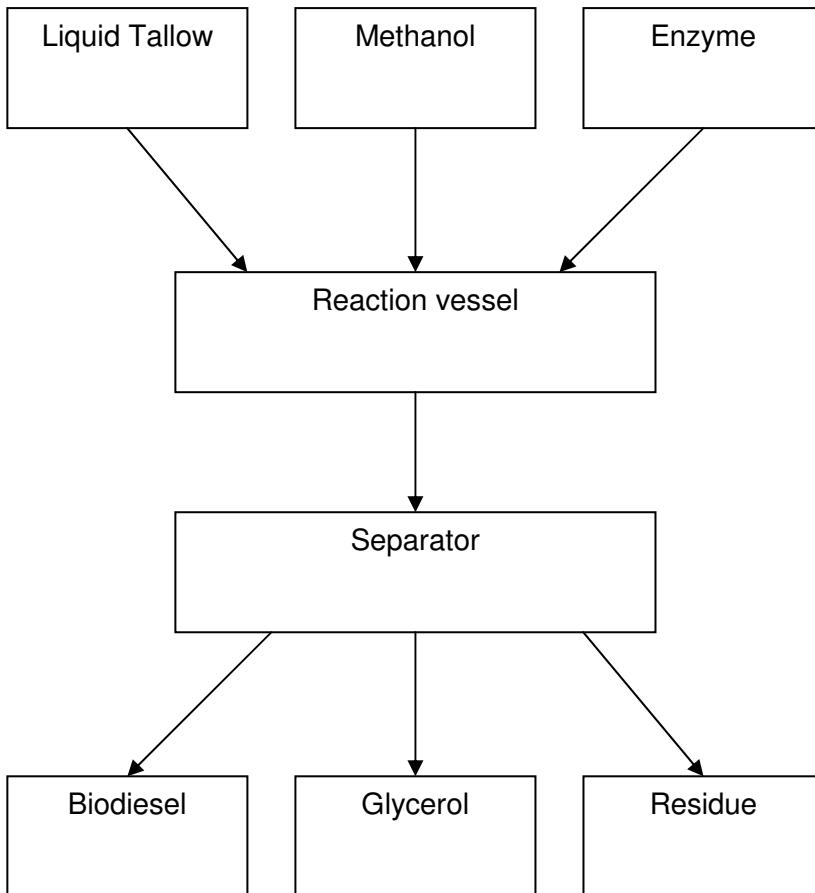 Liquid Tallow
Methanol
Enzyme
Reaction vessel
Separator
Biodiesel
Glycerol
Residue